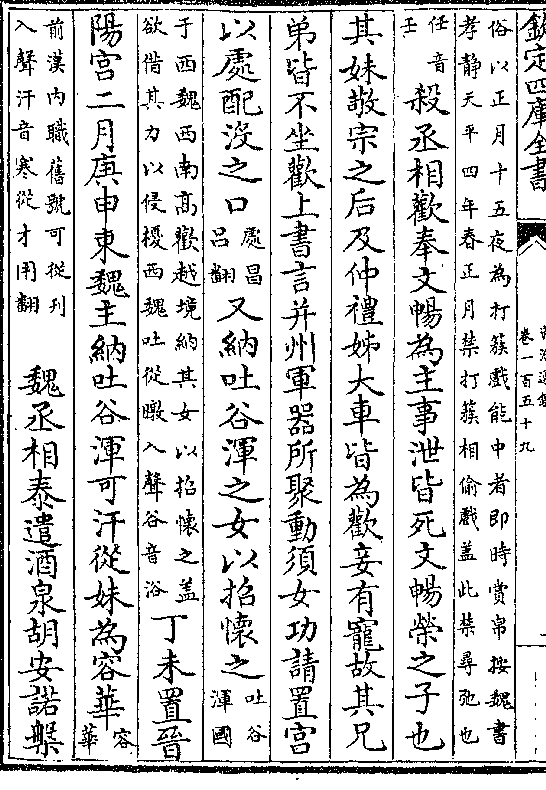 欽定四庫全書
卷一百五十九
俗以正月十五夜為打蔟戲能中者即時賞帛按魏書
孝静天平四年春正月禁打蔟相偷戲盖此禁尋弛也
任音
壬
殺丞相歡奉文暢為主事泄皆死文暢榮之子也
其妹敬宗之后及仲禮姊大車皆為歡妾有寵故其兄
弟皆不坐歡上書言并州軍器所聚動須女功請置宫
以處配没之口
處昌
吕翻
又納吐谷渾之女以招懷之
吐谷
渾國
于西魏西南高歡越境納其女以招懷之盖
欲借其力以侵擾西魏吐從暾入聲谷音浴
丁未置晉
陽宫二月庚申東魏主納吐谷渾可汗從妹為容華
容
華
前漢内職舊號可從刋
入聲汗音寒從才用翻
魏丞相泰遣酒泉胡安諾槃